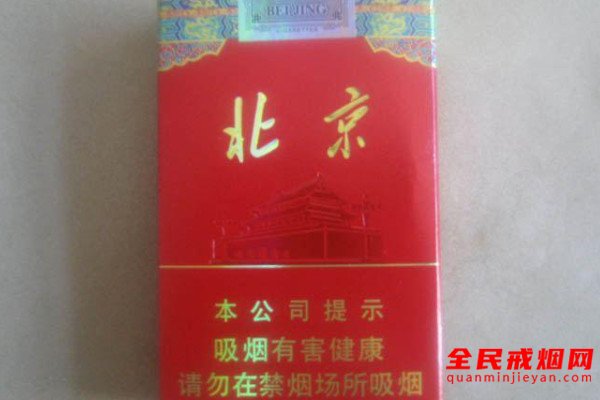 BEIJING
北京
本公司提示
吸烟有害健康
请勿在禁烟场所吸烟
全民戒烟网
quanminjieyan.com